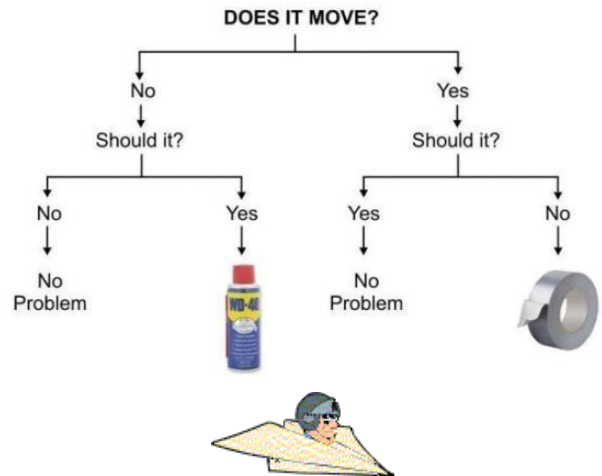 DOES IT MOVE?
No
Yes
Should it?
Should it?
No
Yes
Yes
No
No
Problem
No
Problem
WD-40